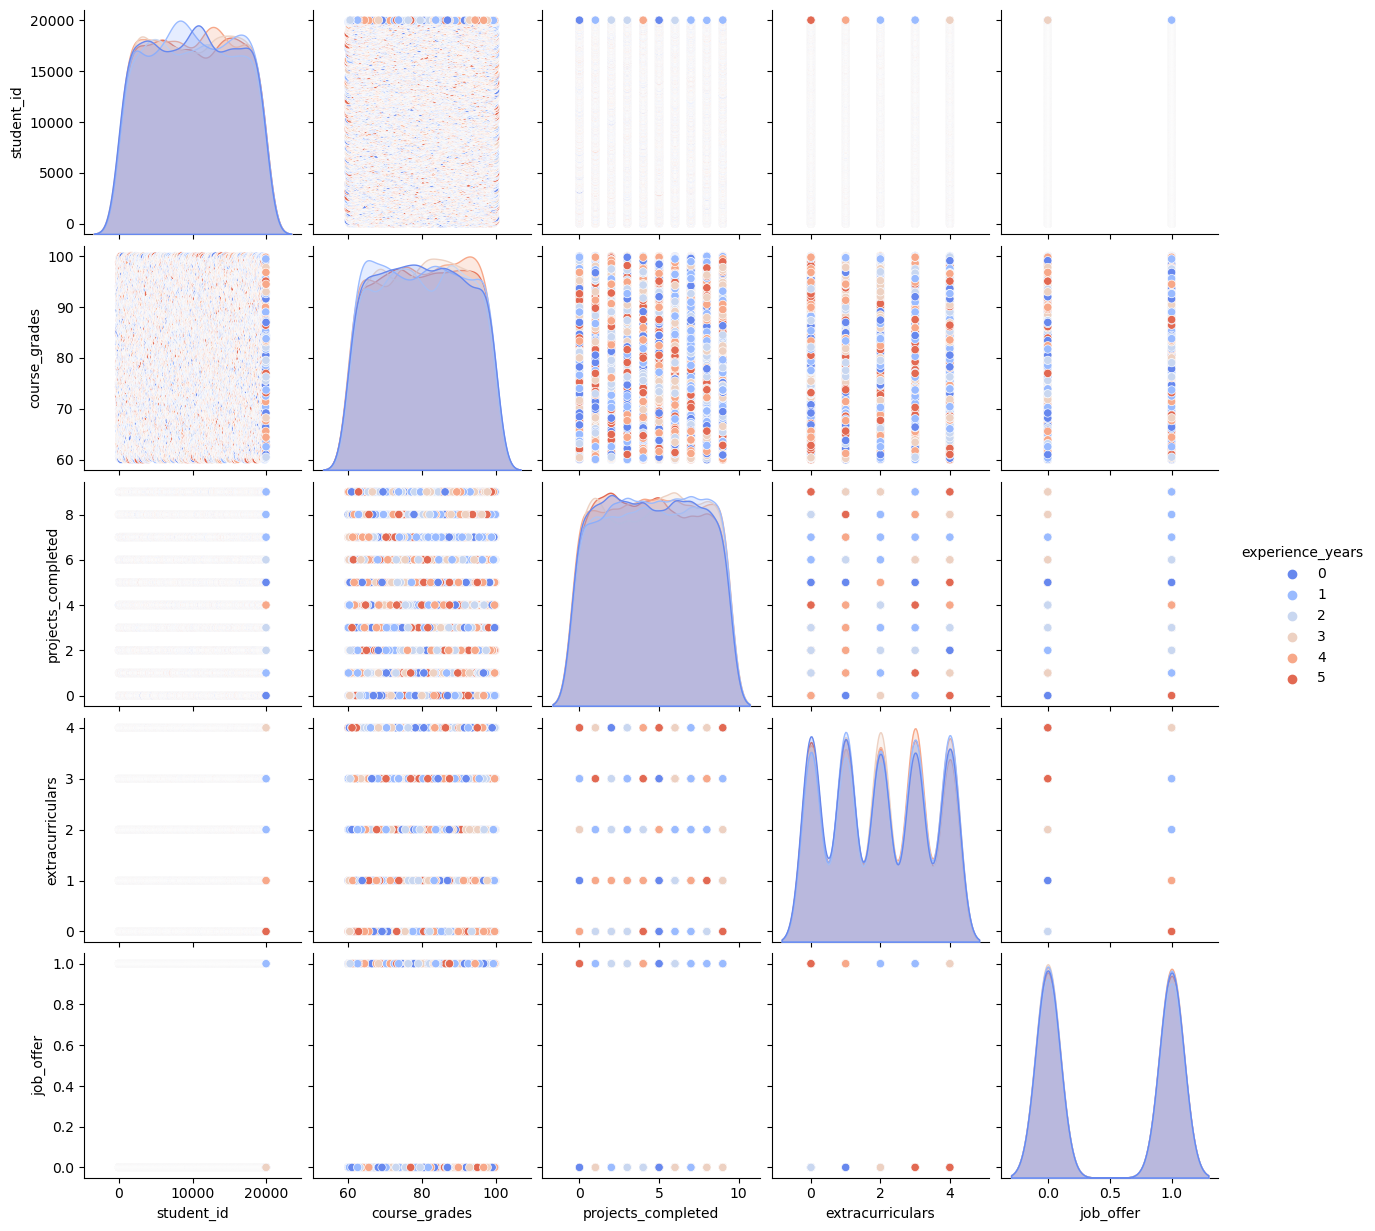 20000
15000
10000
5000
0
student_id
100
90
80
70
60
course_grades
8
6
4
2
0
projects_completed
4
3
2
1
0
extracurriculars
1.0
0.8
0.6
0.4
0.2
0.0
job_offer
0 10000 20000
student_id
60 80 100
course_grades
0 5 10
projects_completed
0 2 4
extracurriculars
0.0 0.5 1.0
job_offer
experience_years
0
1
2
3
4
5